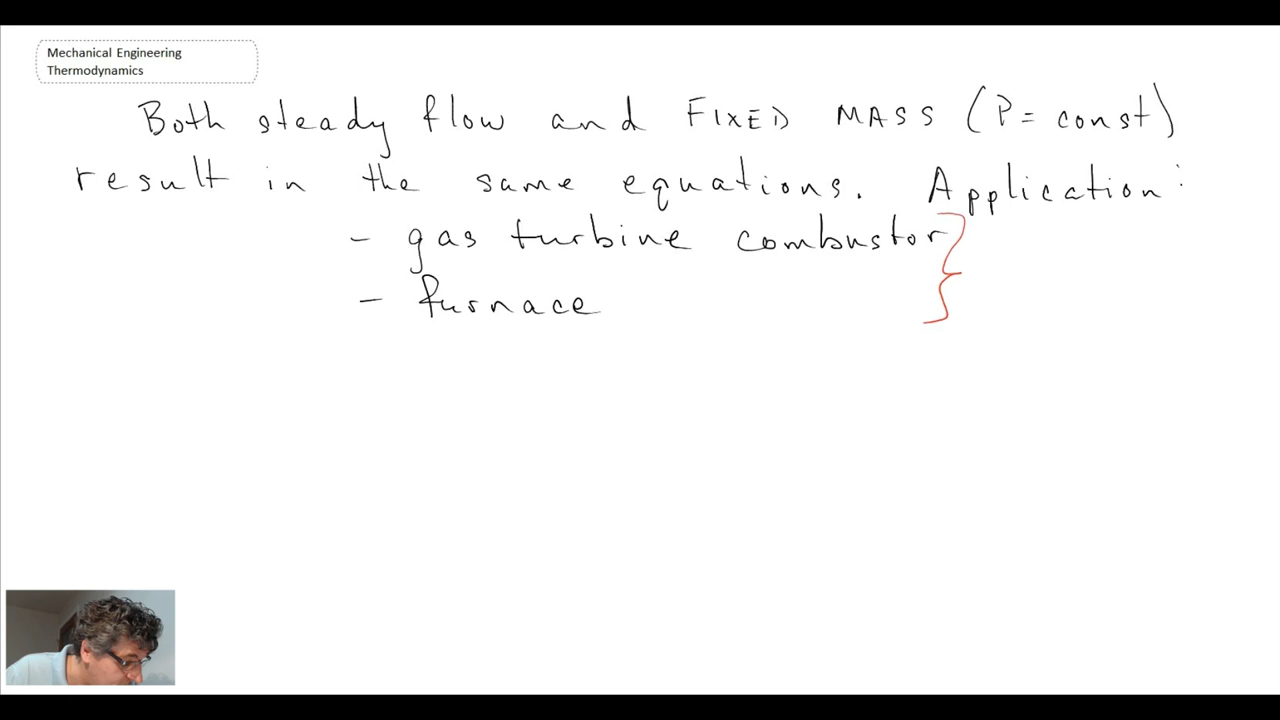 Mechanical Engineering
Thermodynamics
Both steady flow and FIXED MASS (P = const)
result in the same equations. Application:
- gas turbine combustor
- furnace